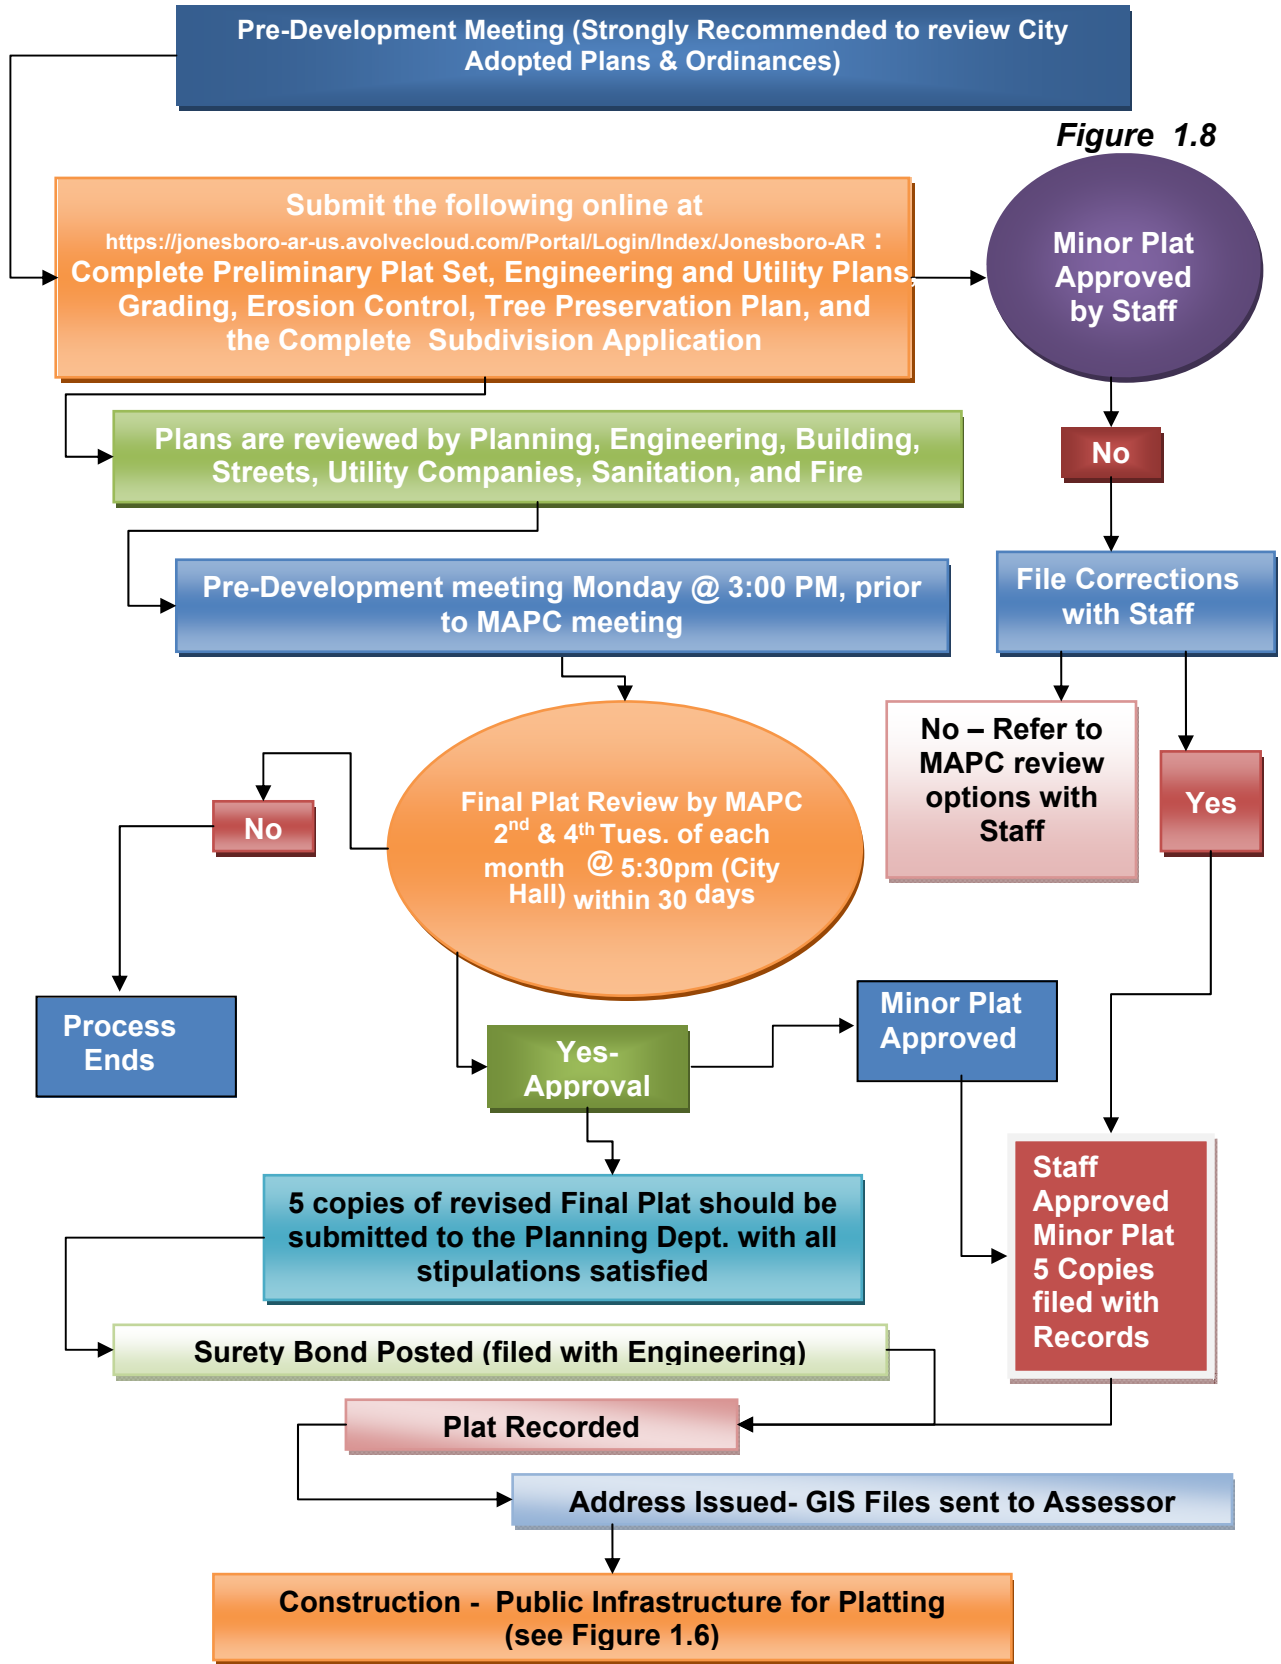 Pre-Development Meeting (Strongly Recommended to review City
Adopted Plans & Ordinances)
Figure 1.8
Submit the following online at
https://jonesboro-ar-us.avolvecloud.com/Portal/Login/Index/Jonesboro-AR :
Complete Preliminary Plat Set, Engineering and Utility Plans,
Grading, Erosion Control, Tree Preservation Plan, and
the Complete Subdivision Application
Minor Plat
Approved
by Staff
Plans are reviewed by Planning, Engineering, Building,
Streets, Utility Companies, Sanitation, and Fire
No
Pre-Development meeting Monday @ 3:00 PM, prior
to MAPC meeting
File Corrections
with Staff
No – Refer to
MAPC review
options with
Staff
Yes
Final Plat Review by MAPC
2nd & 4th Tues. of each
month @ 5:30pm (City
Hall) within 30 days
No
Process
Ends
Yes-
Approval
Minor Plat
Approved
5 copies of revised Final Plat should be
submitted to the Planning Dept. with all
stipulations satisfied
Staff
Approved
Minor Plat
5 Copies
filed with
Records
Surety Bond Posted (filed with Engineering)
Plat Recorded
Address Issued- GIS Files sent to Assessor
Construction - Public Infrastructure for Platting
(see Figure 1.6)